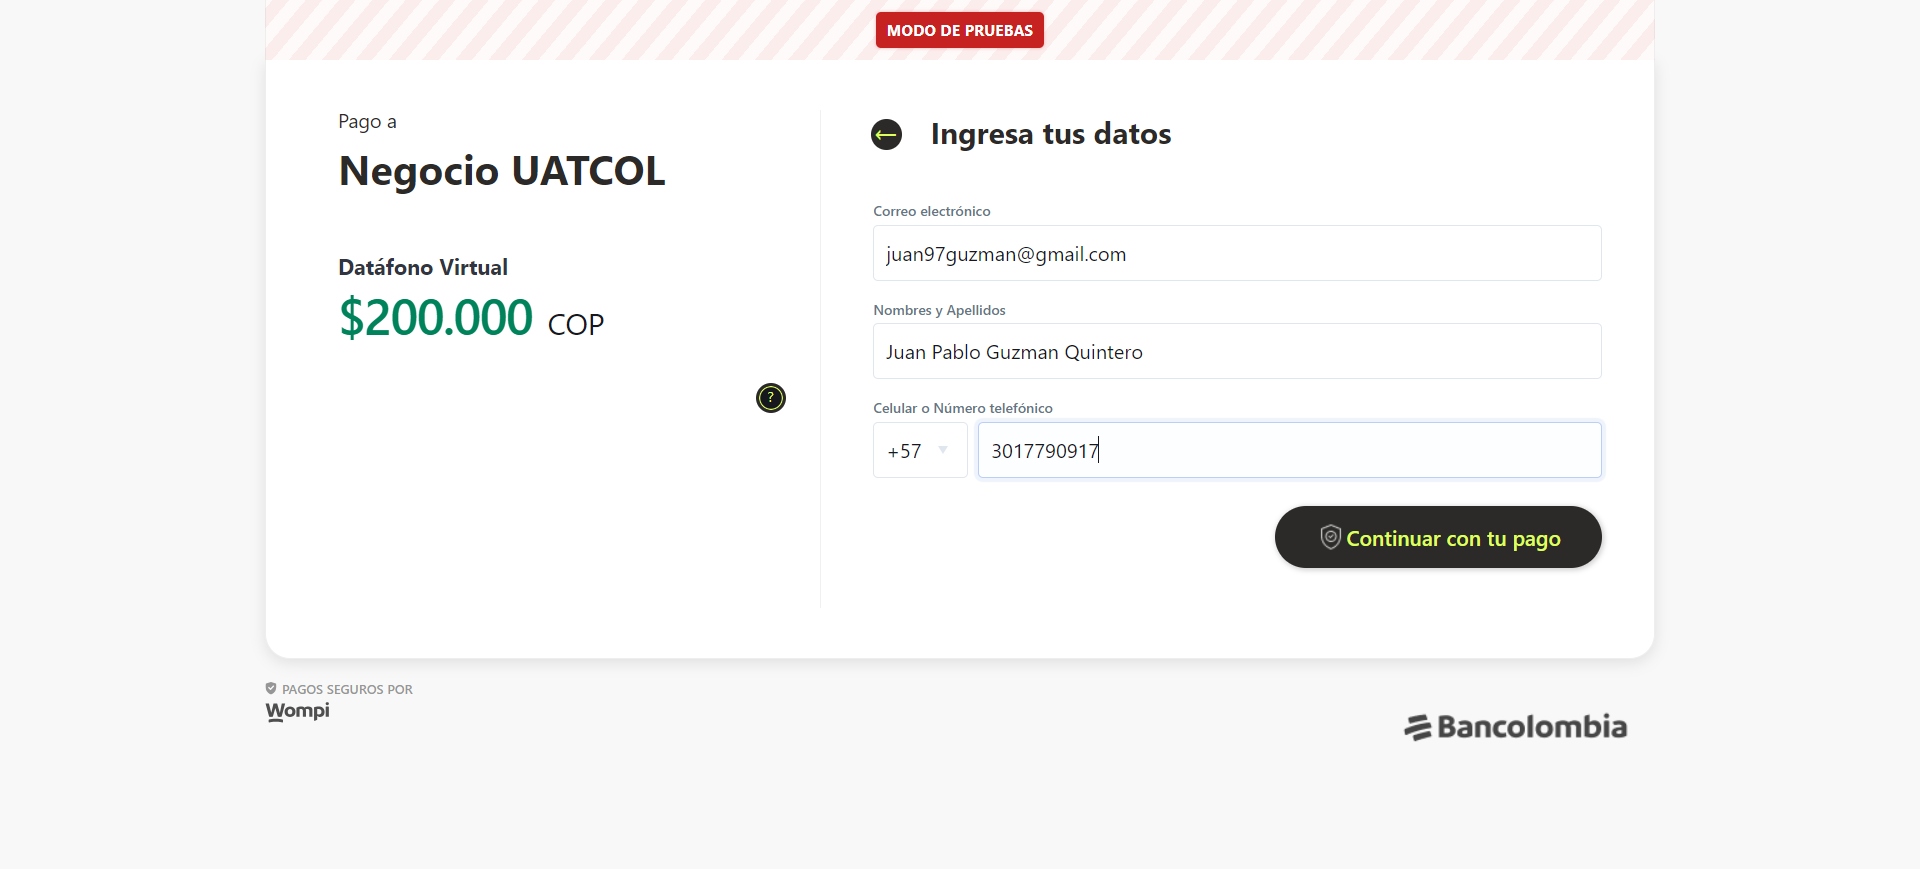 MODO DE PRUEBAS
Pago a
Negocio UATCOL
Datáfono Virtual
$200.000 COP
?
Ingresa tus datos
Correo electrónico
juan97guzman@gmail.com
Nombres y Apellidos
Juan Pablo Guzman Quintero
Celular o Número telefónico
+57 3017790917
Continuar con tu pago
PAGOS SEGUROS POR
Wompi
Bancolombia